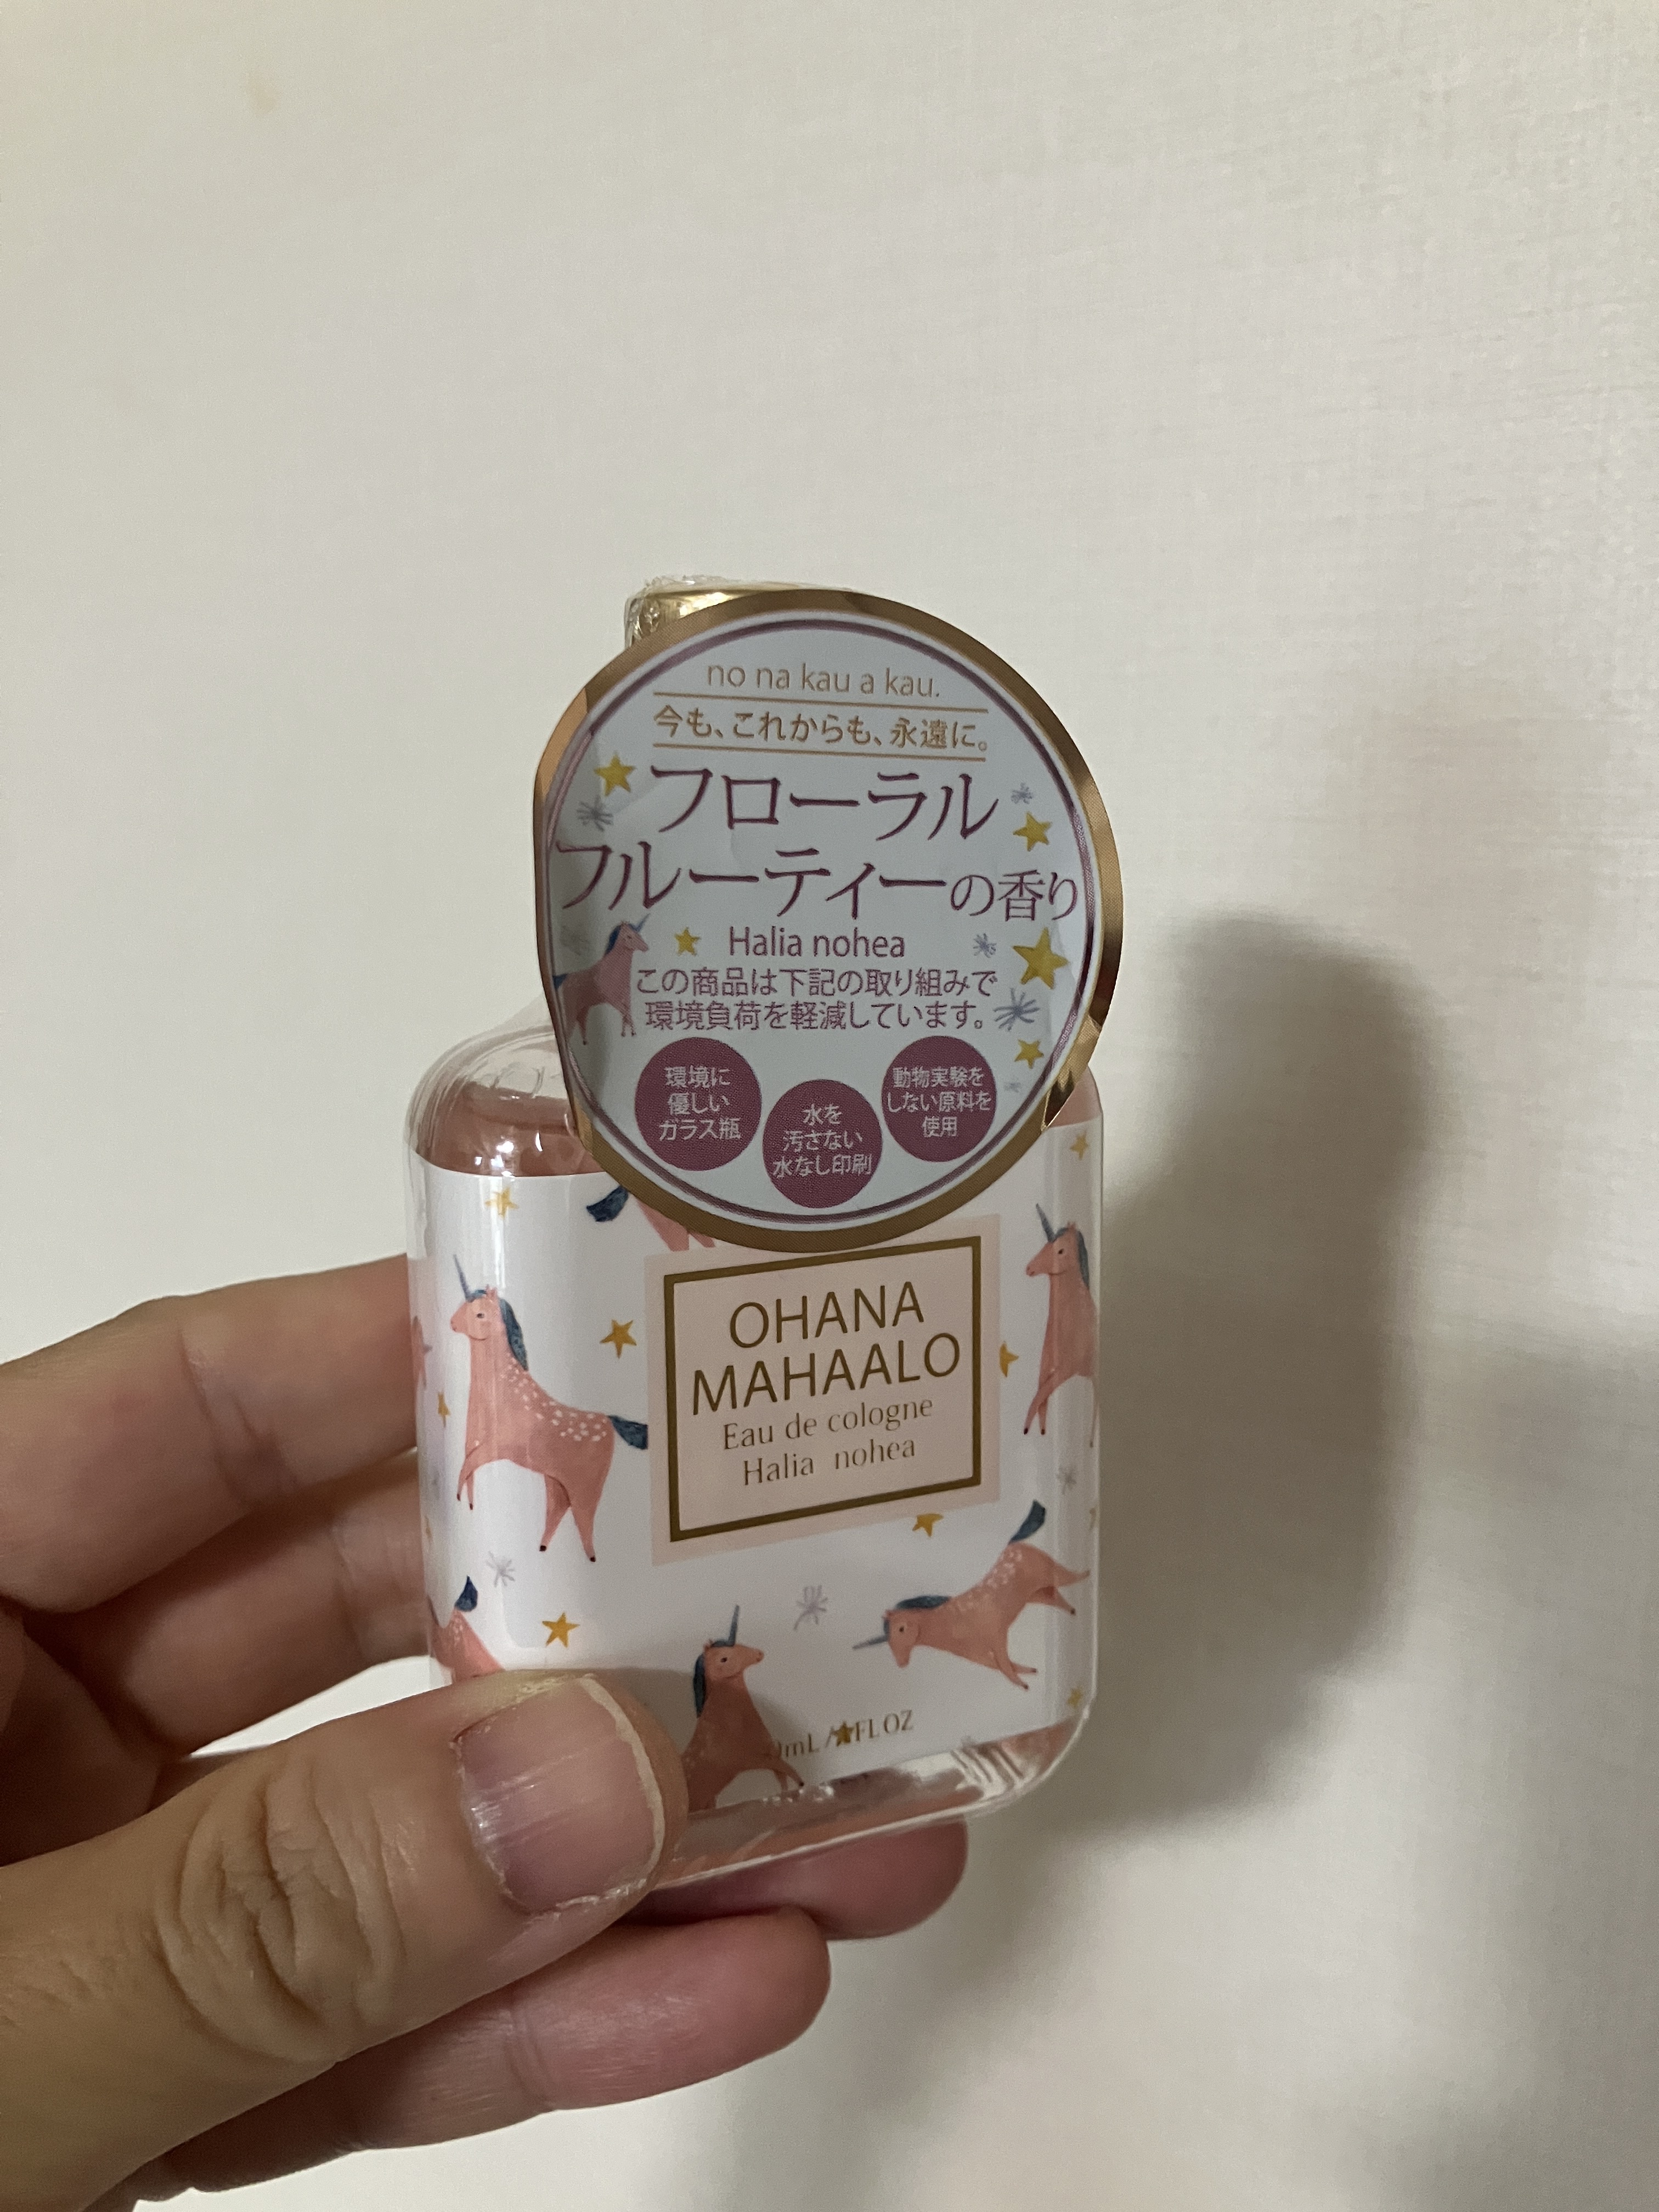 no na kau a kau.
今も、これからも、永遠に。
フローラル
フルーティーの香り
Halia nohea
この商品は下記の取り組みで
環境負荷を軽減しています。
環境に
優しい
ガラス瓶
水を
汚さない
水なし印刷
動物実験を
しない原料を
使用
OHANA
MAHAALO
Eau de cologne
Halia nohea
FL OZ